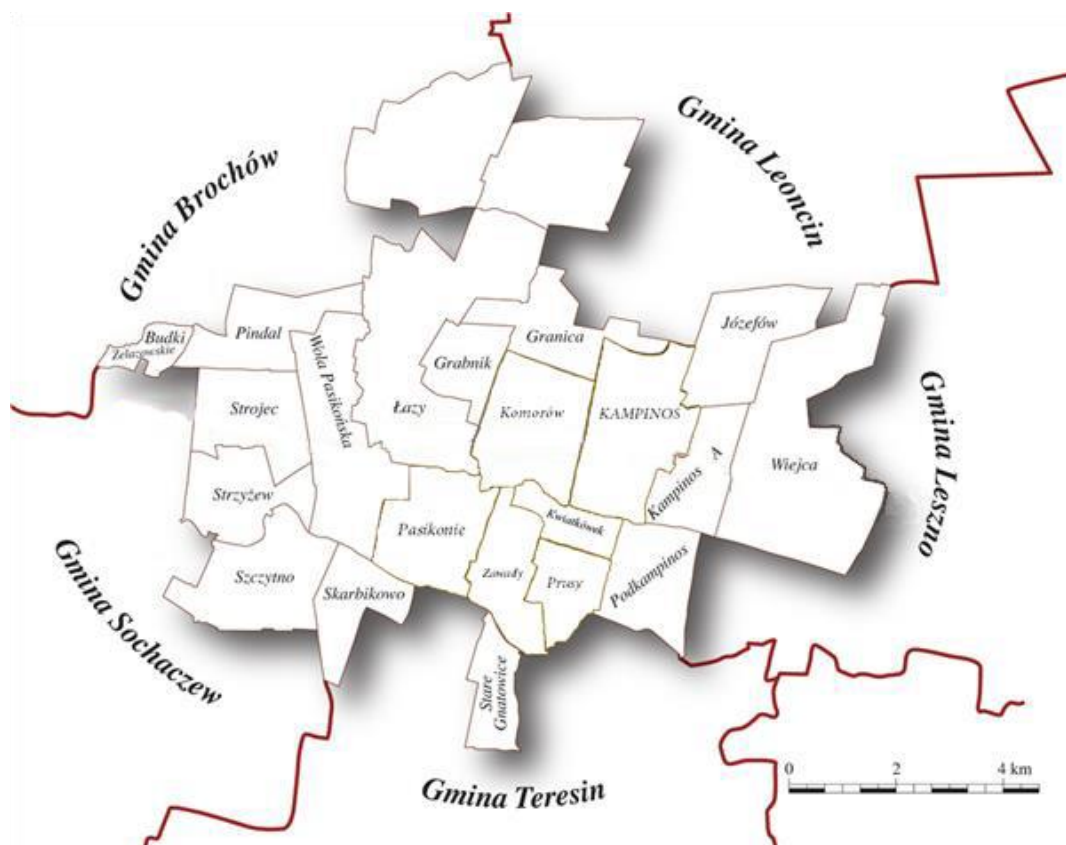 Gmina Brochów
Gmina Leoncin
Józefów
Budki
Żelazowskie
Pindal
Wola Pasikońska
Granica
Grabnik
Strojec
Łazy
Komorów
KAMPINOS
Kampinos A
Wiejca
Gmina Leszno
Strzyżew
Pasikonie
Kwiatkówek
Szczytno
Skarbikowo
Zawady
Prusy
Podkampinos
Gmina Sochaczew
Stare
Gnatowice
Gmina Teresin
0 2 4 km